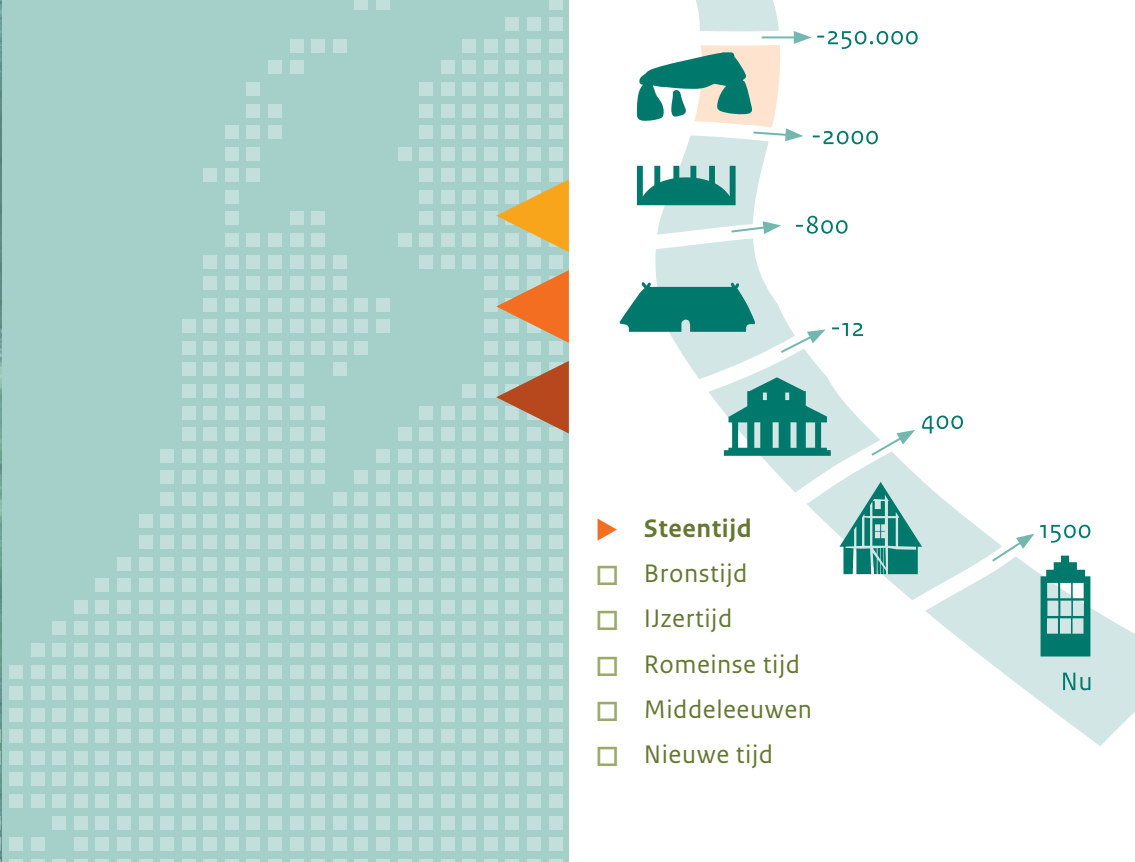 -250.000
-2000
-800
-12
400
1500
Nu
Steentijd
Bronstijd
IJzertijd
Romeinse tijd
Middeleeuwen
Nieuwe tijd